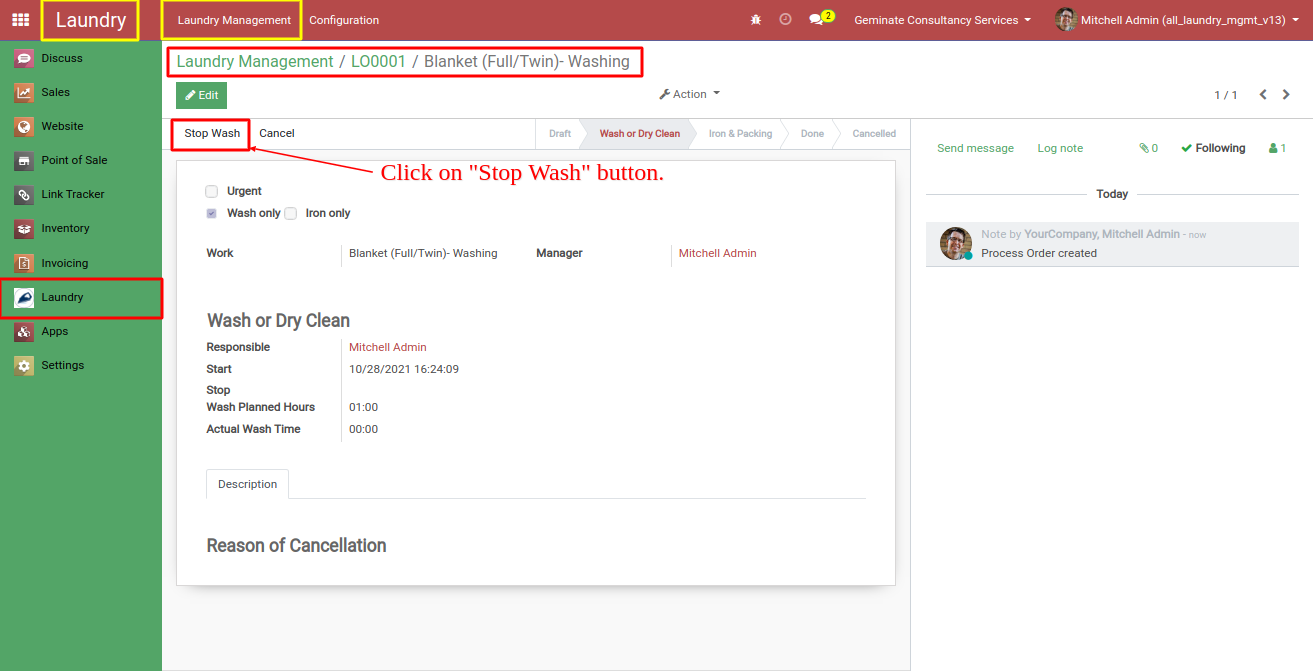 Laundry Laundry Management Configuration 2 Geminate Consultancy Services Mitchell Admin (all_laundry_mgmt_v13)
Discuss
Sales
Website
Point of Sale
Link Tracker
Inventory
Invoicing
Laundry
Apps
Settings
Laundry Management / LO0001 / Blanket (Full/Twin)- Washing
Edit Action 1 / 1
Stop Wash Cancel Draft Wash or Dry Clean Iron & Packing Done Cancelled
Click on "Stop Wash" button.
Urgent
Wash only Iron only
Work Blanket (Full/Twin)- Washing Manager Mitchell Admin
Wash or Dry Clean
Responsible Mitchell Admin
Start 10/28/2021 16:24:09
Stop
Wash Planned Hours 01:00
Actual Wash Time 00:00
Description
Reason of Cancellation
Send message Log note 0 Following 1
Today
Note by YourCompany, Mitchell Admin - now
Process Order created